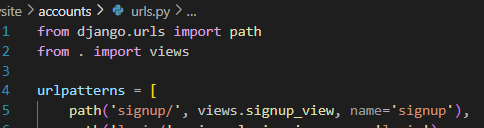 site > accounts > urls.py > ...
1 from django.urls import path
2 from . import views
3
4 urlpatterns = [
5 path('signup/', views.signup_view, name='signup'),